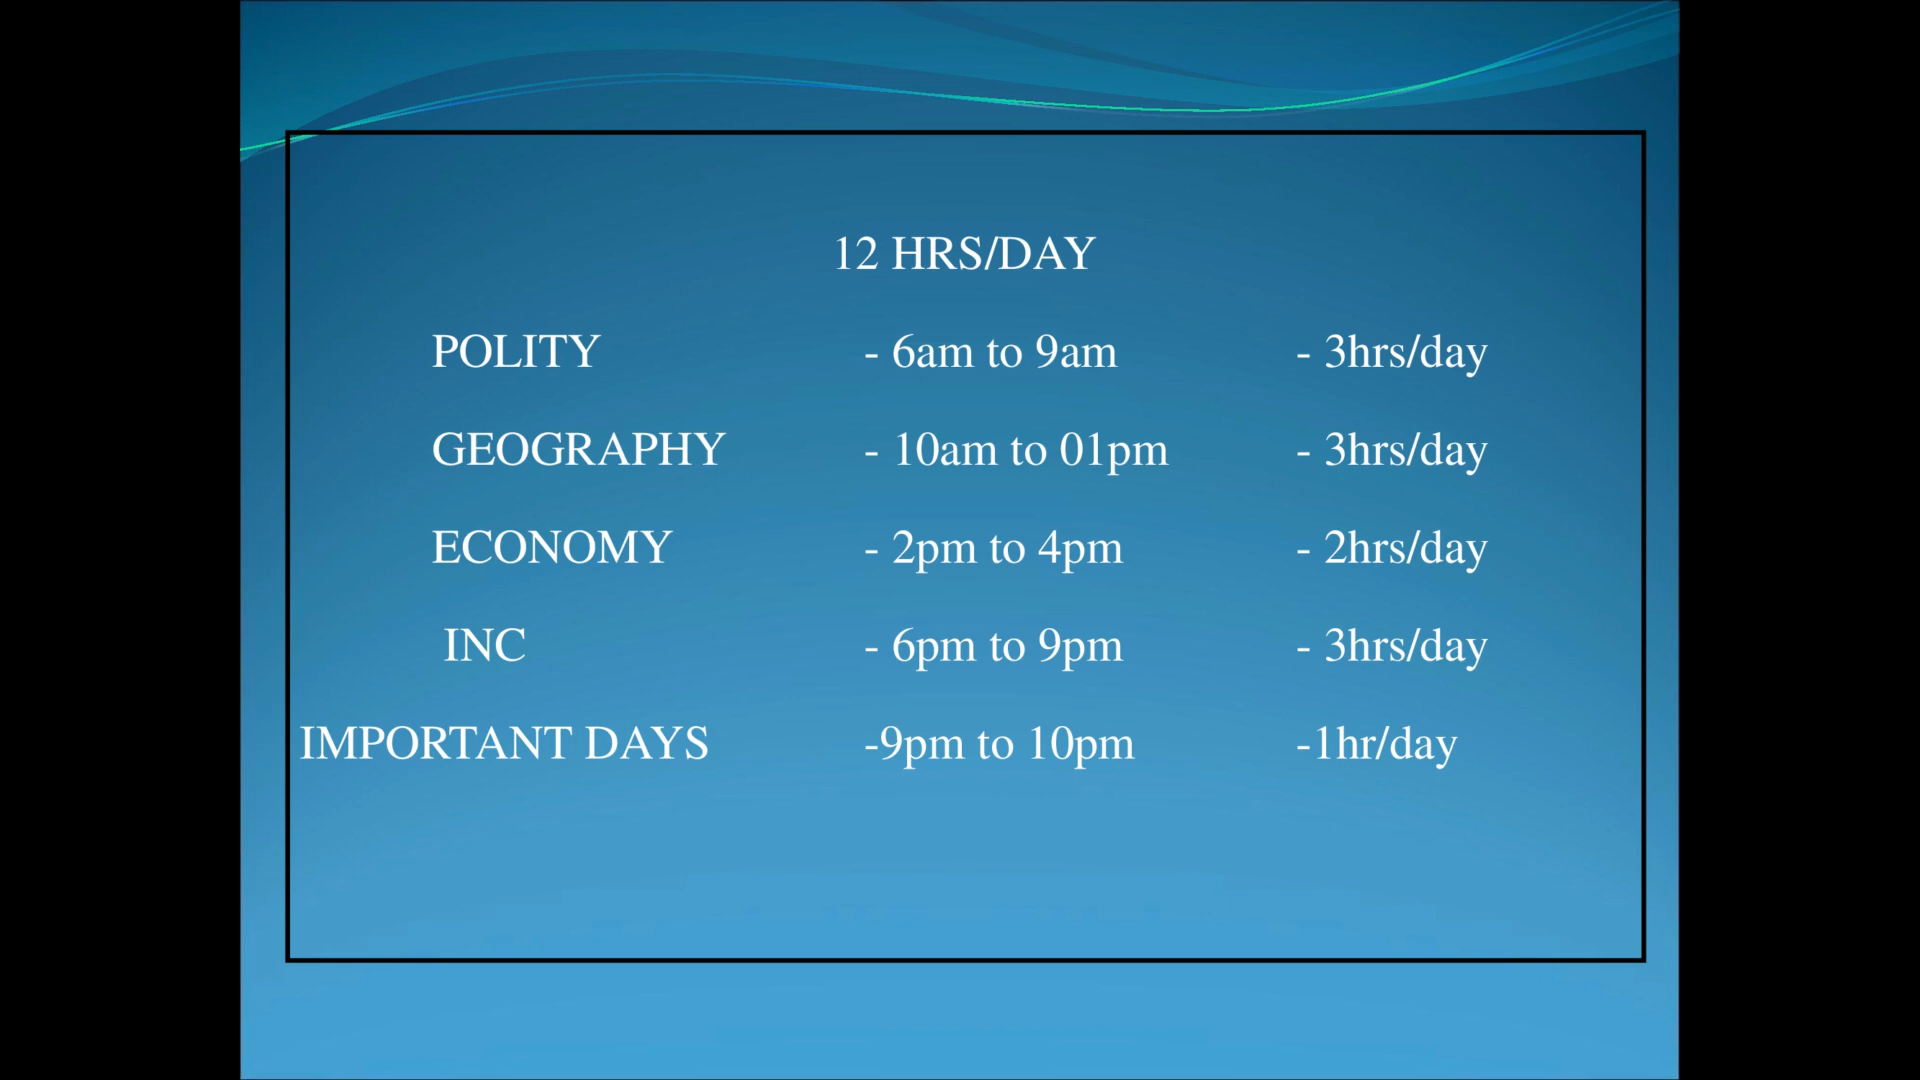 12 HRS/DAY
POLITY - 6am to 9am - 3hrs/day
GEOGRAPHY - 10am to 01pm - 3hrs/day
ECONOMY - 2pm to 4pm - 2hrs/day
INC - 6pm to 9pm - 3hrs/day
IMPORTANT DAYS -9pm to 10pm -1hr/day